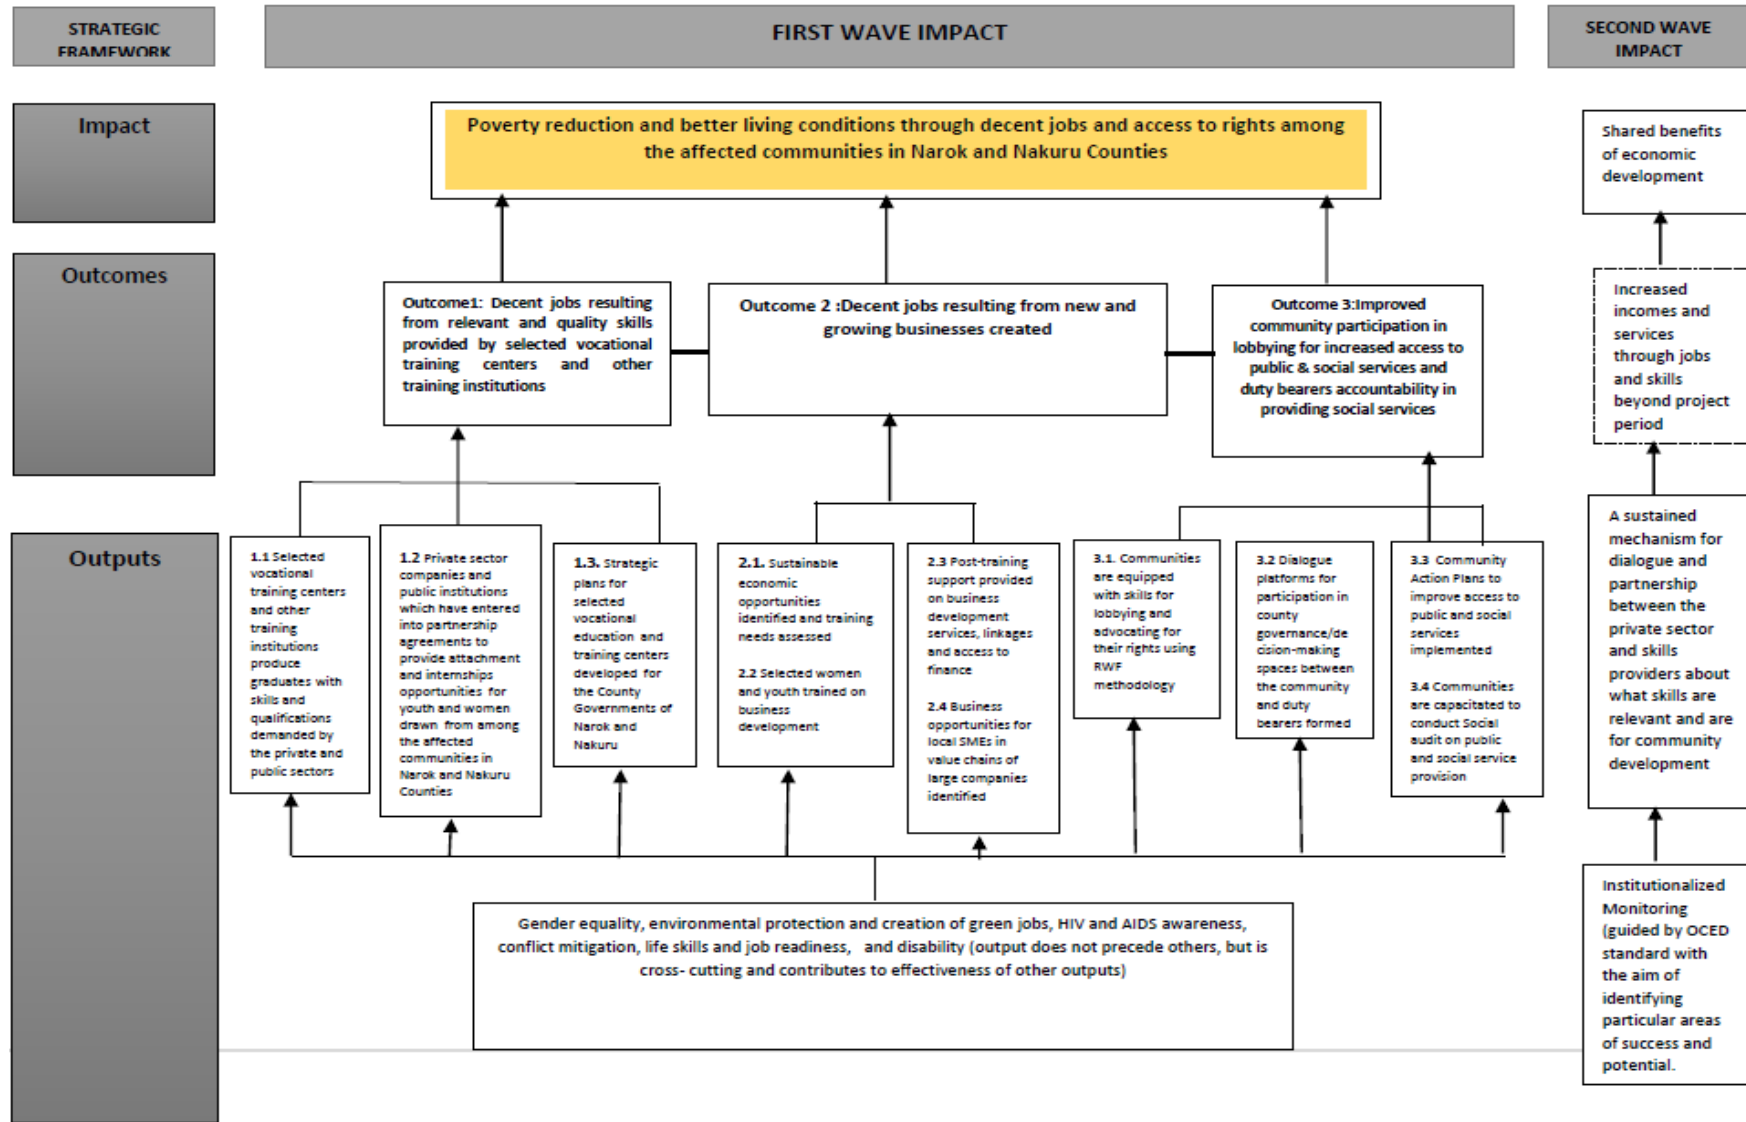 STRATEGIC
FRAMEWORK
FIRST WAVE IMPACT
SECOND WAVE
IMPACT
Impact
Poverty reduction and better living conditions through decent jobs and access to rights among
the affected communities in Narok and Nakuru Counties
Shared benefits
of economic
development
Outcomes
Outcome1: Decent jobs resulting
from relevant and quality skills
provided by selected vocational
training centers and other
training institutions
Outcome 2 :Decent jobs resulting from new and
growing businesses created
Outcome 3:Improved
community participation in
lobbying for increased access to
public & social services and
duty bearers accountability in
providing social services
Increased
incomes and
services
through jobs
and skills
beyond project
period
Outputs
1.1 Selected
vocational
training centers
and other
training
institutions
produce
graduates with
skills and
qualifications
demanded by
the private and
public sectors
1.2 Private sector
companies and
public institutions
which have entered
into partnership
agreements to
provide attachment
and internships
opportunities for
youth and women
drawn from among
the affected
communities in
Narok and Nakuru
Counties
1.3. Strategic
plans for
selected
vocational
education and
training centers
developed for
the County
Governments of
Narok and
Nakuru
2.1. Sustainable
economic
opportunities
identified and training
needs assessed
2.2 Selected women
and youth trained on
business
development
2.3 Post-training
support provided
on business
development
services, linkages
and access to
finance
2.4 Business
opportunities for
local SMEs in
value chains of
large companies
identified
3.1. Communities
are equipped
with skills for
lobbying and
advocating for
their rights using
RWF
methodology
3.2 Dialogue
platforms for
participation in
county
governance/de
cision-making
spaces between
the community
and duty
bearers formed
3.3 Community
Action Plans to
improve access to
public and social
services
implemented
3.4 Communities
are capacitated to
conduct Social
audit on public
and social service
provision
A sustained
mechanism for
dialogue and
partnership
between the
private sector
and skills
providers about
what skills are
relevant and are
for community
development
Gender equality, environmental protection and creation of green jobs, HIV and AIDS awareness,
conflict mitigation, life skills and job readiness, and disability (output does not precede others, but is
cross- cutting and contributes to effectiveness of other outputs)
Institutionalized
Monitoring
(guided by OCED
standard with
the aim of
identifying
particular areas
of success and
potential.